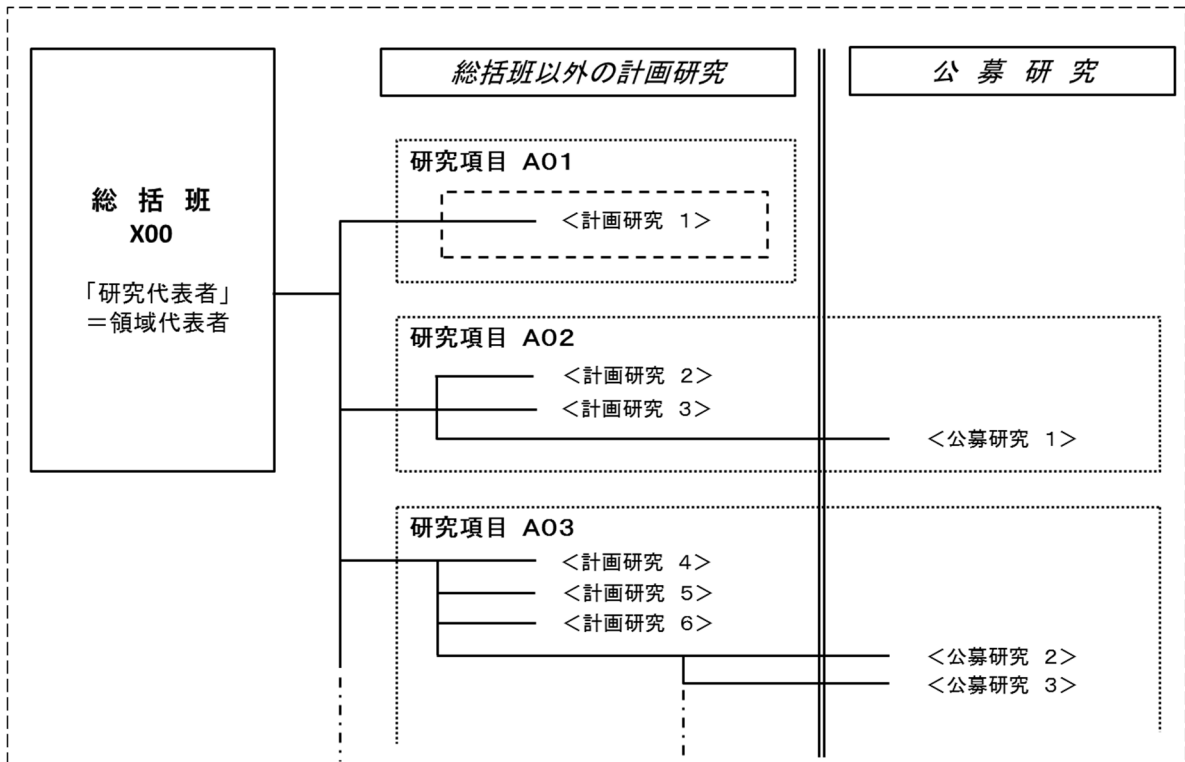 総括班以外の計画研究
公募研究
総括班
X00
「研究代表者」
＝領域代表者
研究項目 A01
＜計画研究 1＞
研究項目 A02
＜計画研究 2＞
＜計画研究 3＞
＜公募研究 1＞
研究項目 A03
＜計画研究 4＞
＜計画研究 5＞
＜計画研究 6＞
＜公募研究 2＞
＜公募研究 3＞